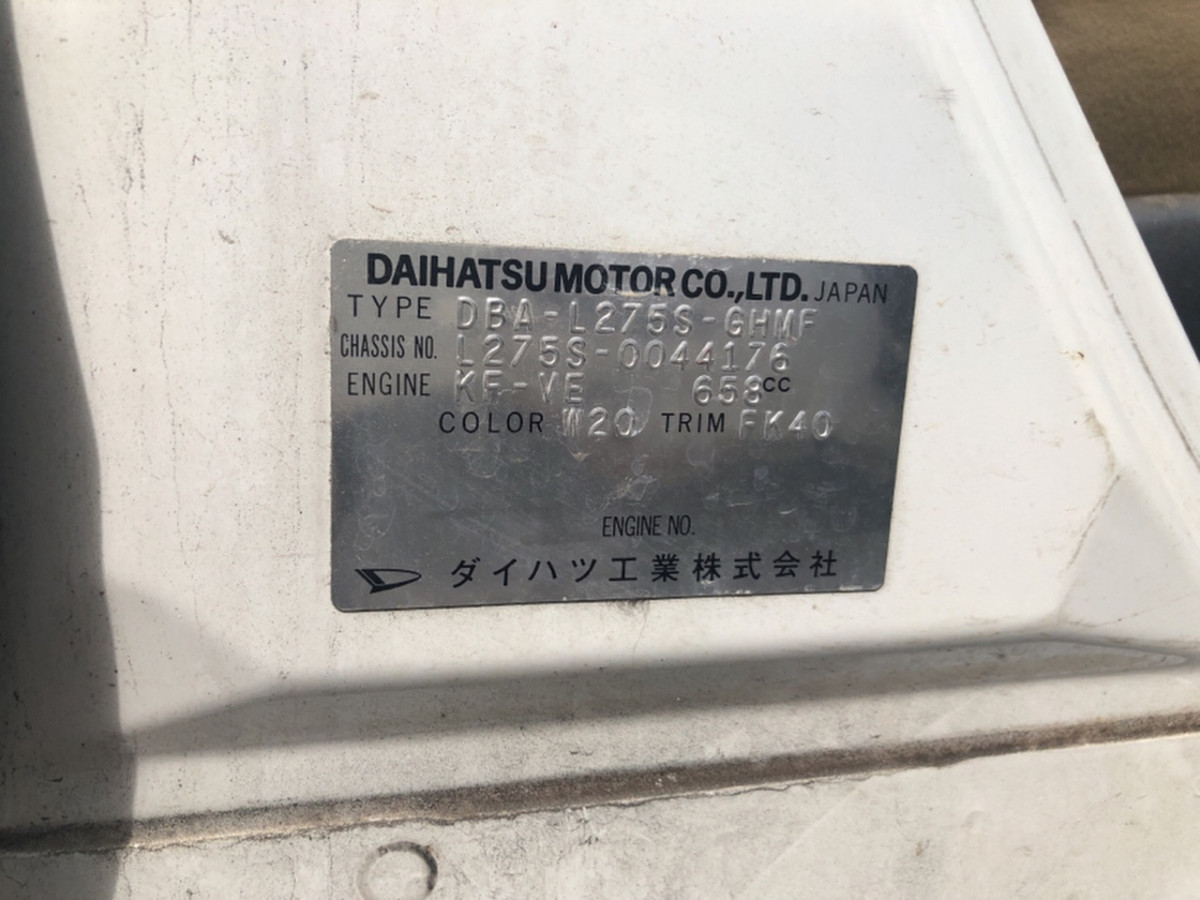 DAIHATSU MOTOR CO.,LTD. JAPAN
TYPE DBA-L275S-GHMF
CHASSIS NO. L275S-0044176
ENGINE KF-VE 658CC
COLOR W20 TRIM FK40
ENGINE NO.
ダイハツ工業株式会社